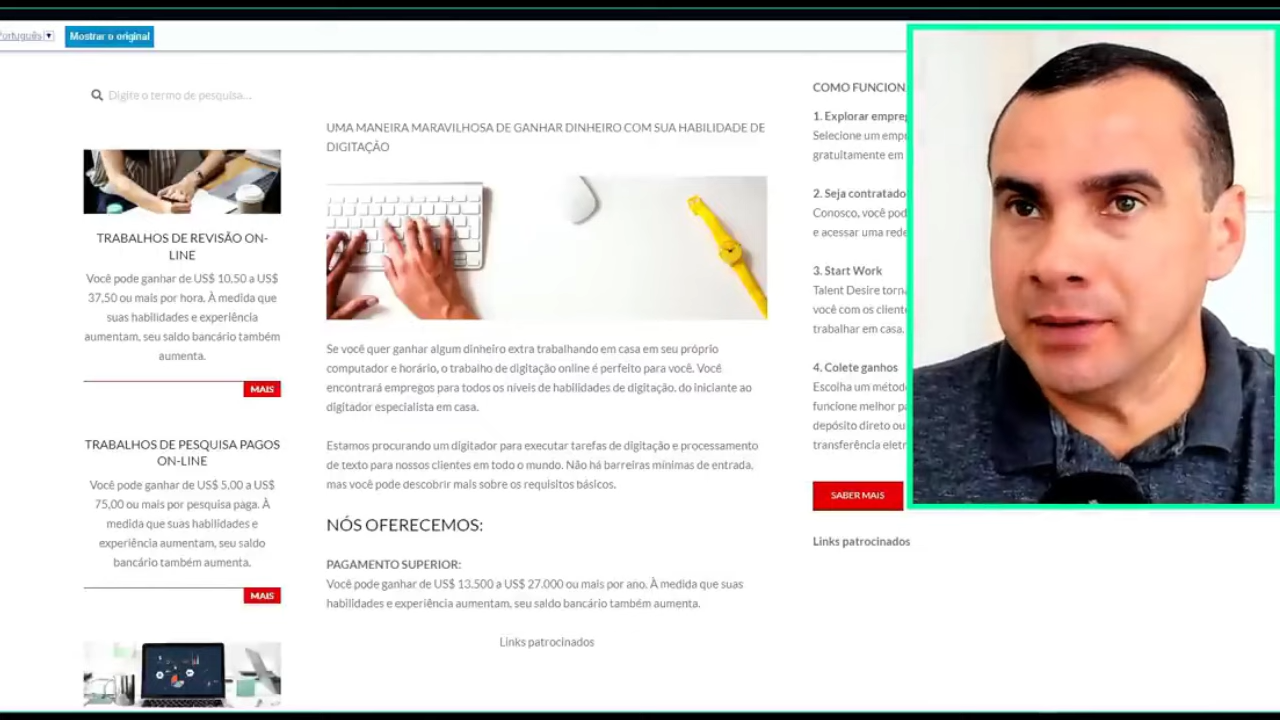 Português
Mostrar o original
Digite o termo de pesquisa...
TRABALHOS DE REVISÃO ON-
LINE
Você pode ganhar de US$ 10,50 a US$
37,50 ou mais por hora. À medida que
suas habilidades e experiência
aumentam, seu saldo bancário também
aumenta.
MAIS
TRABALHOS DE PESQUISA PAGOS
ON-LINE
Você pode ganhar de US$ 5,00 a US$
75,00 ou mais por pesquisa paga. À
medida que suas habilidades e
experiência aumentam, seu saldo
bancário também aumenta.
MAIS
UMA MANEIRA MARAVILHOSA DE GANHAR DINHEIRO COM SUA HABILIDADE DE
DIGITAÇÃO
Se você quer ganhar algum dinheiro extra trabalhando em casa em seu próprio
computador e horário, o trabalho de digitação online é perfeito para você. Você
encontrará empregos para todos os níveis de habilidades de digitação, do iniciante ao
digitador especialista em casa.
Estamos procurando um digitador para executar tarefas de digitação e processamento
de texto para nossos clientes em todo o mundo. Não há barreiras mínimas de entrada,
mas você pode descobrir mais sobre os requisitos básicos.
NÓS OFERECEMOS:
PAGAMENTO SUPERIOR:
Você pode ganhar de US$ 13.500 a US$ 27.000 ou mais por ano. À medida que suas
habilidades e experiência aumentam, seu saldo bancário também aumenta.
Links patrocinados
COMO FUNCION
1. Explorar empreg
Selecione um empr
gratuitamente em
2. Seja contratado
Conosco, você pod
e acessar uma rede
3. Start Work
Talent Desire torn
você com os cliente
trabalhar em casa.
4. Colete ganhos
Escolha um método
funcione melhor pa
depósito direto ou
transferência eletr
SABER MAIS
Links patrocinados